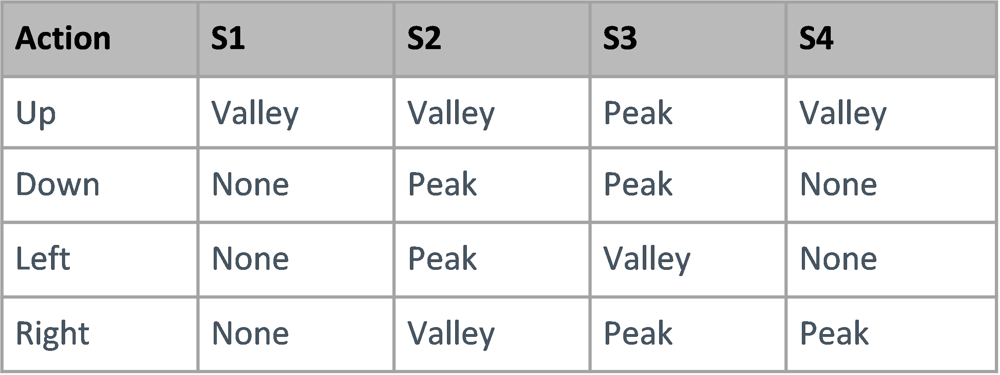 Action S1 S2 S3 S4
Up Valley Valley Peak Valley
Down None Peak Peak None
Left None Peak Valley None
Right None Valley Peak Peak